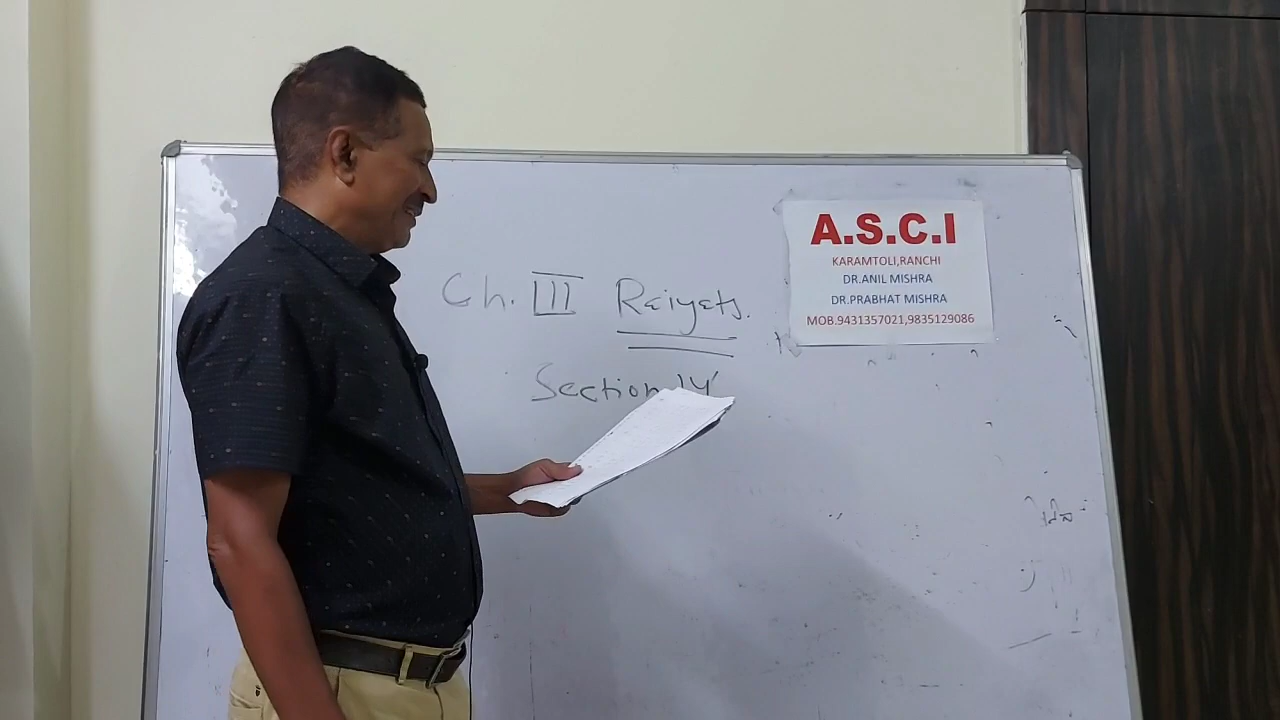 Ch. III Raiyats.
Section 14
A.S.C.I
KARAMTOLI,RANCHI
DR.ANIL MISHRA
DR.PRABHAT MISHRA
MOB.9431357021,9835129086